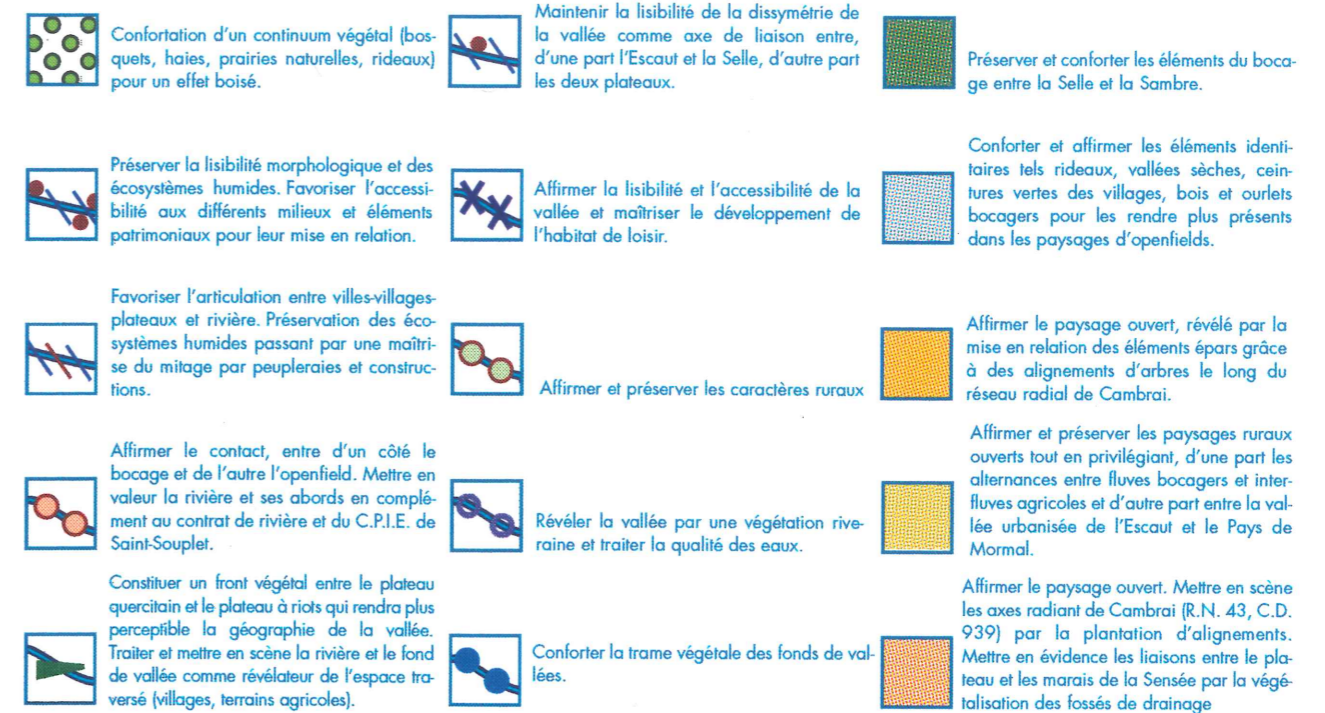 Confortation d'un continuum végétal (bos-
quets, haies, prairies naturelles, rideaux)
pour un effet boisé.
Préserver la lisibilité morphologique et des
écosystèmes humides. Favoriser l'accessi-
bilité aux différents milieux et éléments
patrimoniaux pour leur mise en relation.
Favoriser l'articulation entre villes-villages-
plateaux et rivière. Préservation des éco-
systèmes humides passant par une maîtri-
se du mitage par peupleraies et construc-
tions.
Affirmer le contact, entre d'un côté le
bocage et de l'autre l'openfield. Mettre en
valeur la rivière et ses abords en complé-
ment au contrat de rivière et du C.P.I.E. de
Saint-Souplet.
Constituer un front végétal entre le plateau
quercitain et le plateau à riots qui rendra plus
perceptible la géographie de la vallée.
Traiter et mettre en scène la rivière et le fond
de vallée comme révélateur de l'espace tra-
versé (villages, terrains agricoles).
Maintenir la lisibilité de la dissymétrie de
la vallée comme axe de liaison entre,
d'une part l'Escaut et la Selle, d'autre part
les deux plateaux.
Affirmer la lisibilité et l'accessibilité de la
vallée et maîtriser le développement de
l'habitat de loisir.
Affirmer et préserver les caractères ruraux
Révéler la vallée par une végétation rive-
raine et traiter la qualité des eaux.
Conforter la trame végétale des fonds de val-
lées.
Préserver et conforter les éléments du boca-
ge entre la Selle et la Sambre.
Conforter et affirmer les éléments identi-
taires tels rideaux, vallées sèches, cein-
tures vertes des villages, bois et ourlets
bocagers pour les rendre plus présents
dans les paysages d'openfields.
Affirmer le paysage ouvert, révélé par la
mise en relation des éléments épars grâce
à des alignements d'arbres le long du
réseau radial de Cambrai.
Affirmer et préserver les paysages ruraux
ouverts tout en privilégiant, d'une part les
alternances entre fluves bocagers et inter-
fluves agricoles et d'autre part entre la val-
lée urbanisée de l'Escaut et le Pays de
Mormal.
Affirmer le paysage ouvert. Mettre en scène
les axes radiant de Cambrai (R.N. 43, C.D.
939) par la plantation d'alignements.
Mettre en évidence les liaisons entre le pla-
teau et les marais de la Sensée par la végé-
talisation des fossés de drainage